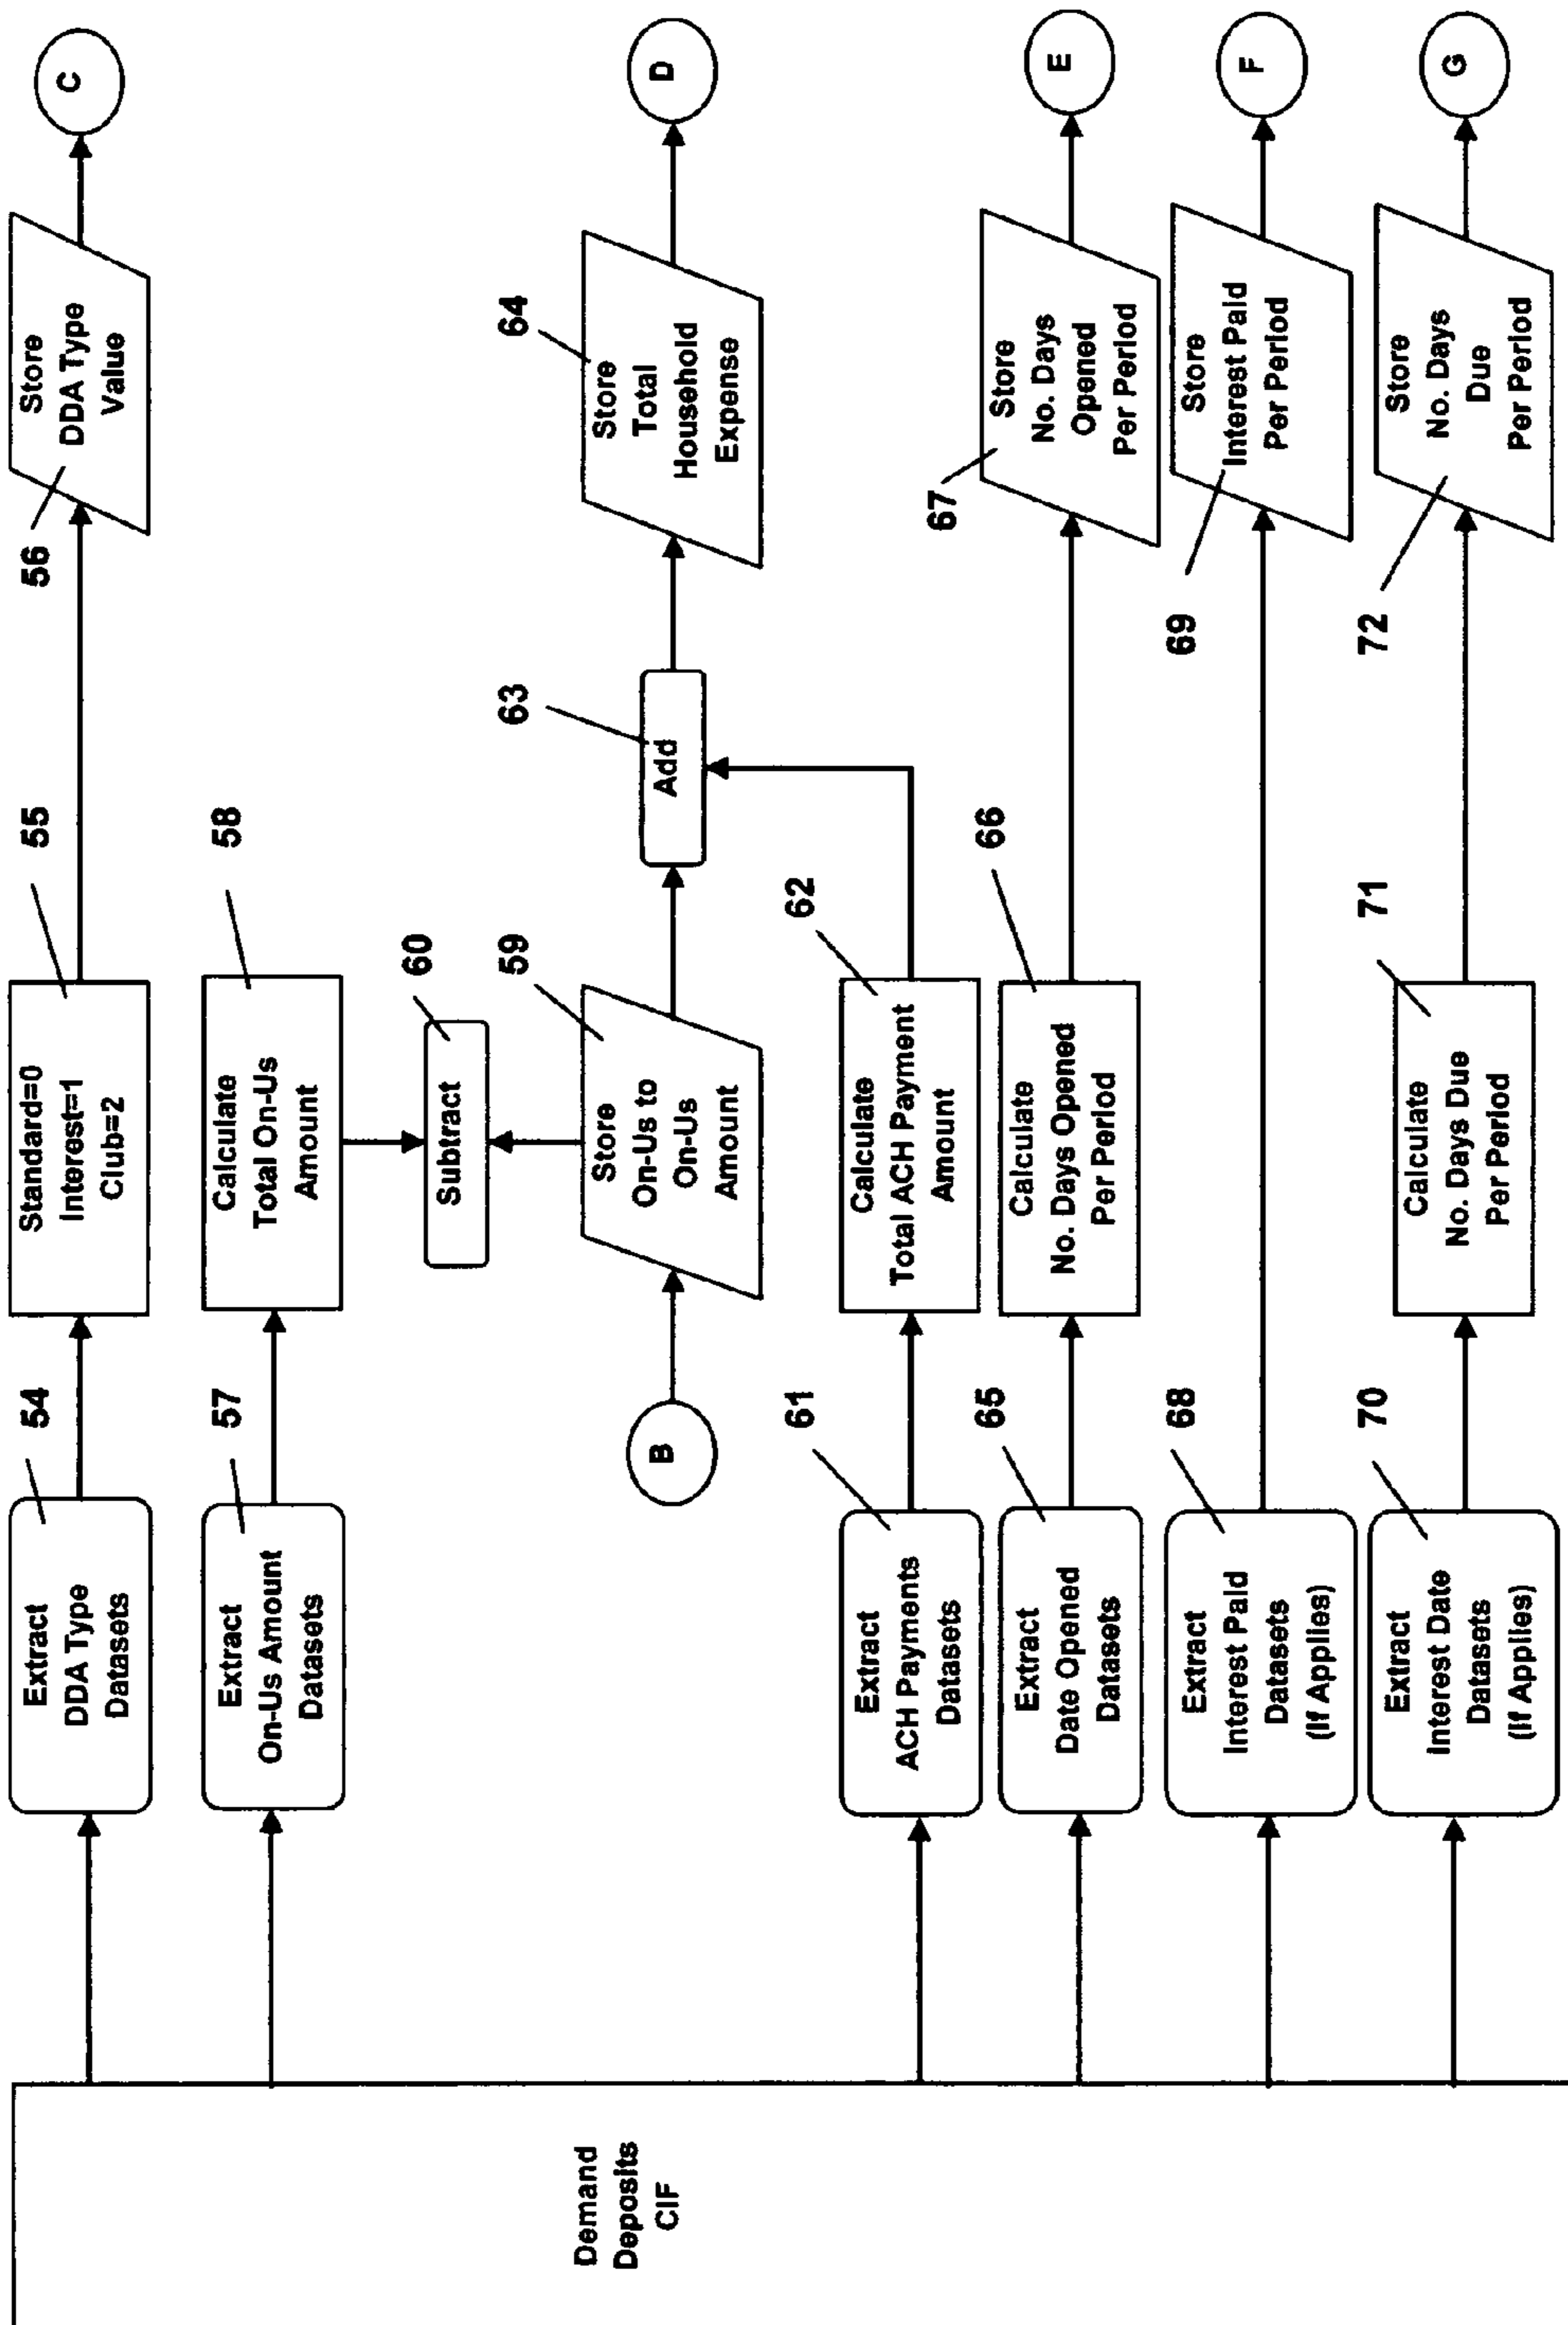 Demand
Deposits
CIF
54
Extract
DDA Type
Datasets
55
Standard=0
Interest=1
Club=2
56
Store
DDA Type
Value
C
57
Extract
On-Us Amount
Datasets
58
Calculate
Total On-Us
Amount
60
Subtract
B
59
Store
On-Us to
On-Us
Amount
63
Add
64
Store
Total
Household
Expense
D
61
Extract
ACH Payments
Datasets
62
Calculate
Total ACH Payment
Amount
65
Extract
Date Opened
Datasets
66
Calculate
No. Days Opened
Per Period
67
Store
No. Days
Opened
Per Period
E
68
Extract
Interest Paid
Datasets
(If Applies)
69
Store
Interest Paid
Per Period
F
70
Extract
Interest Date
Datasets
(If Applies)
71
Calculate
No. Days Due
Per Period
72
Store
No. Days
Due
Per Period
G